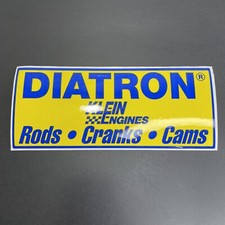 DIATRON®
KLEIN
ENGINES
Rods • Cranks • Cams